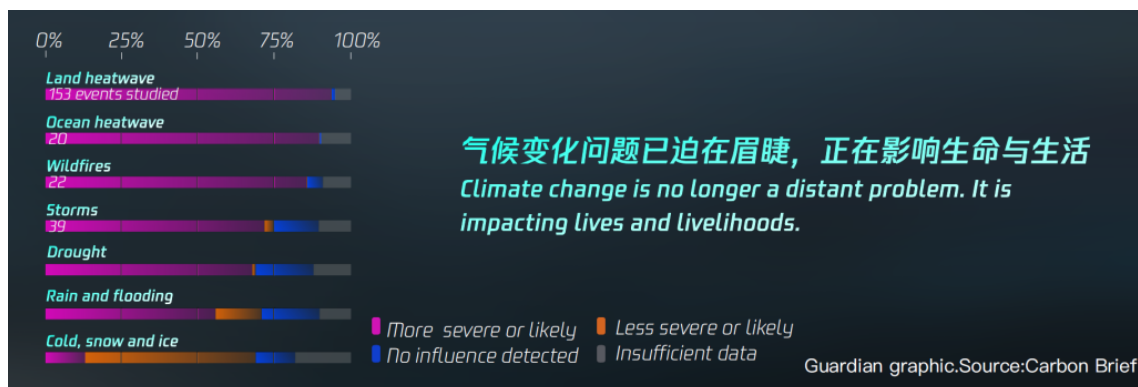 0% 25% 50% 75% 100%
Land heatwave
153 events studied
Ocean heatwave
20
Wildfires
22
Storms
39
Drought
Rain and flooding
Cold, snow and ice
气候变化问题已迫在眉睫，正在影响生命与生活
Climate change is no longer a distant problem. It is
impacting lives and livelihoods.
More severe or likely
Less severe or likely
No influence detected
Insufficient data
Guardian graphic.Source:Carbon Brief